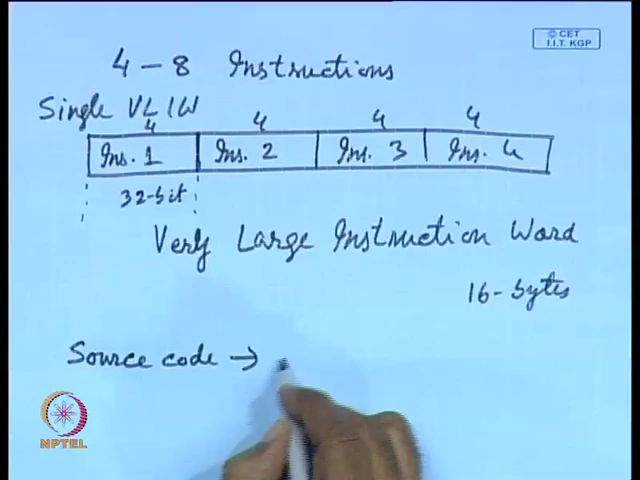 © CET
I.I.T. KGP
4 – 8 Instructions
Single VLIW
4 4 4 4
Ins. 1 Ins. 2 Ins. 3 Ins. 4
32-bit
Very Large Instruction Word
16-bytes
Source code →
NPTEL